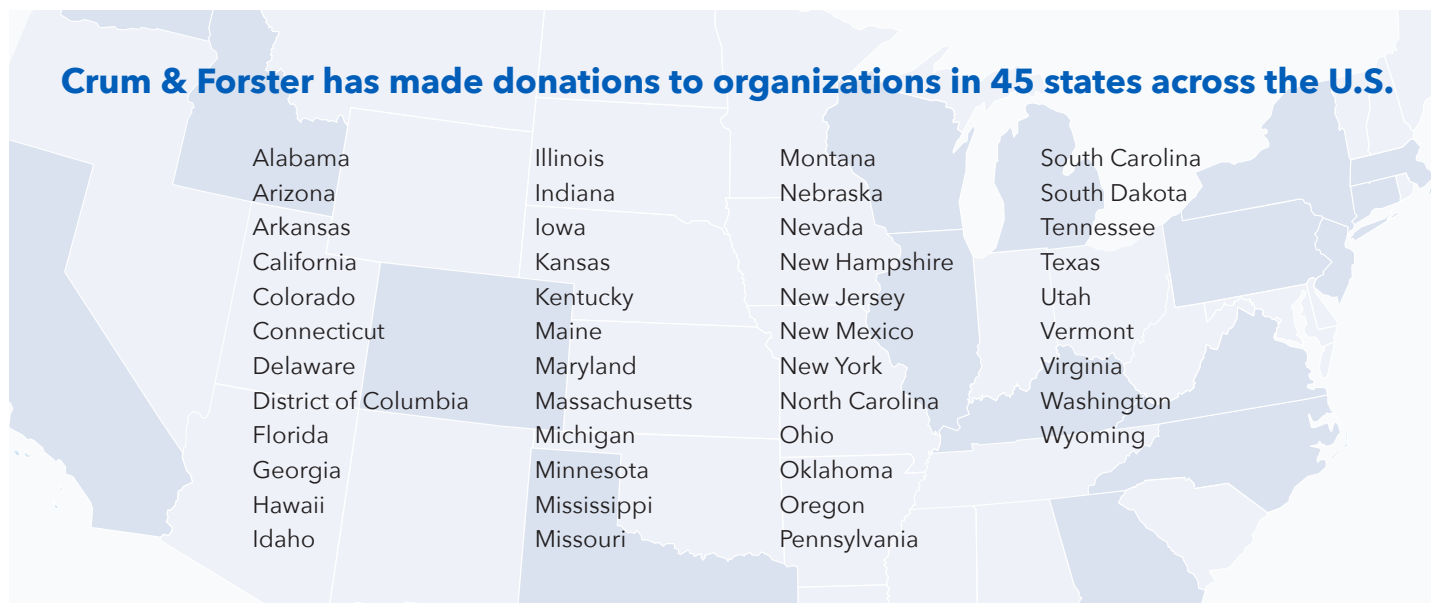 Crum & Forster has made donations to organizations in 45 states across the U.S.
Alabama
Arizona
Arkansas
California
Colorado
Connecticut
Delaware
District of Columbia
Florida
Georgia
Hawaii
Idaho
Illinois
Indiana
Iowa
Kansas
Kentucky
Maine
Maryland
Massachusetts
Michigan
Minnesota
Mississippi
Missouri
Montana
Nebraska
Nevada
New Hampshire
New Jersey
New Mexico
New York
North Carolina
Ohio
Oklahoma
Oregon
Pennsylvania
South Carolina
South Dakota
Tennessee
Texas
Utah
Vermont
Virginia
Washington
Wyoming